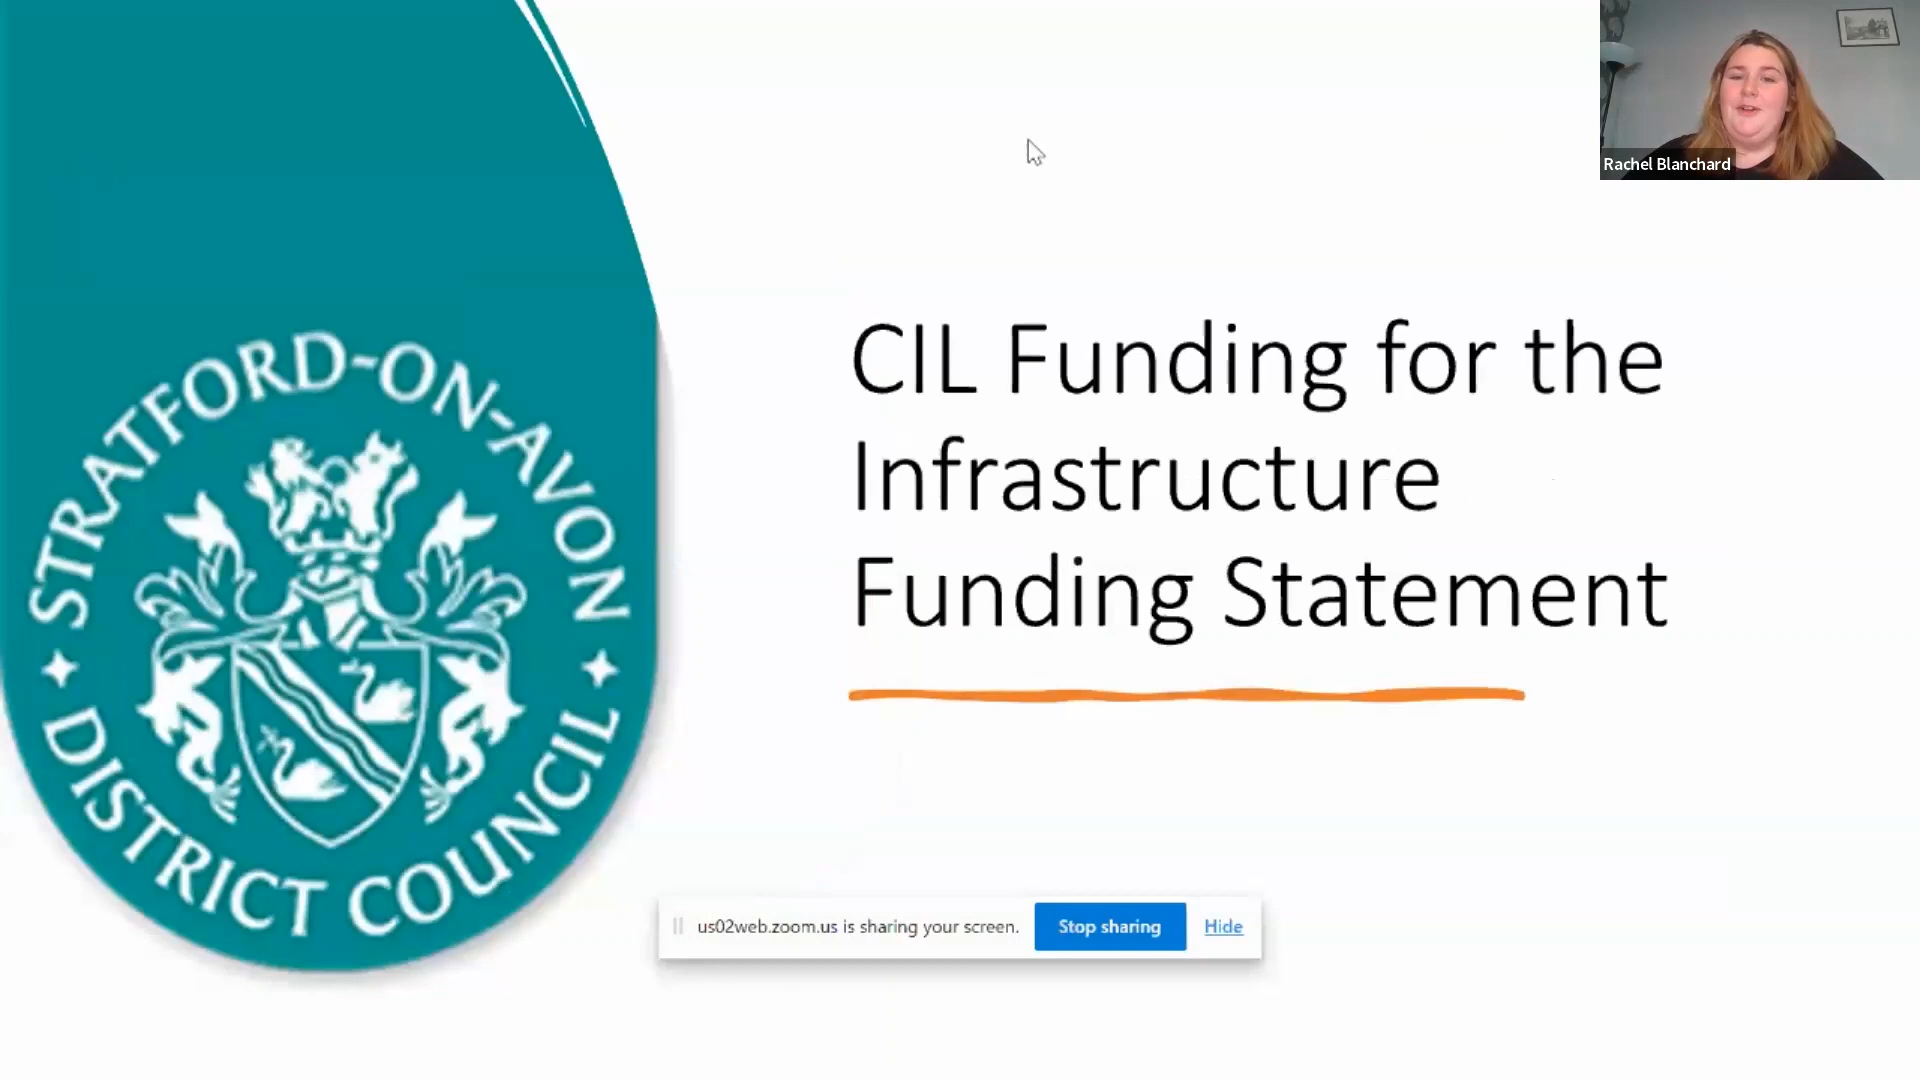 Rachel Blanchard
STRATFORD-ON-AVON
DISTRICT COUNCIL
CIL Funding for the
Infrastructure
Funding Statement
us02web.zoom.us is sharing your screen. Stop sharing Hide